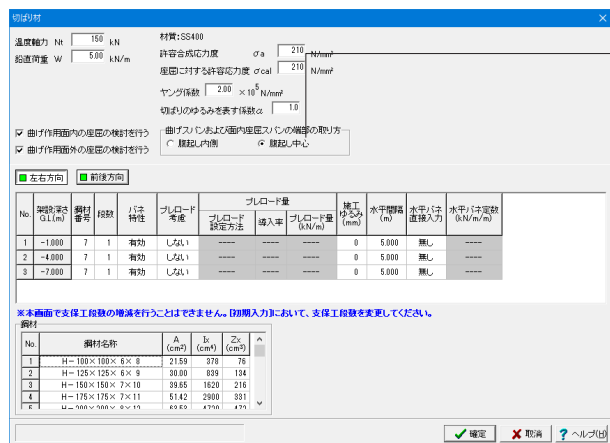 切ばり材
温度軸力 Nt 150 kN
鉛直荷重 W 5.00 kN/m
材質:SS400
許容合成応力度 σa 210 N/mm²
座屈に対する許容応力度 σcal 210 N/mm²
ヤング係数 2.00 ×10⁵N/mm²
切ばりのゆるみを表す係数α 1.0
曲げ作用面内の座屈の検討を行う
曲げ作用面外の座屈の検討を行う
曲げスパンおよび面内座屈スパンの端部の取り方
腹起し内側 腹起し中心
左右方向 前後方向
No. 架設深さ G.L(m) 鋼材番号 段数 バネ特性 プレロード考慮 プレロード量 プレロード設定方法 導入率 プレロード量(kN/m) 施工ゆるみ(mm) 水平間隔(m) 水平バネ直接入力 水平バネ定数(kN/m/m)
1 -1.000 7 1 有効 しない ---- ---- ---- 0 5.000 無し ----
2 -4.000 7 1 有効 しない ---- ---- ---- 0 5.000 無し ----
3 -7.000 7 1 有効 しない ---- ---- ---- 0 5.000 無し ----
※本画面で支保工段数の増減を行うことはできません。[初期入力]において、支保工段数を変更してください。
鋼材
No. 鋼材名称 A (cm²) Ix (cm⁴) Zx (cm³)
1 H-100×100× 6× 8 21.59 378 76
2 H-125×125× 6× 9 30.00 839 134
3 H-150×150× 7×10 39.65 1620 216
4 H-175×175× 7×11 51.42 2900 331
確定 取消 ヘルプ(H)